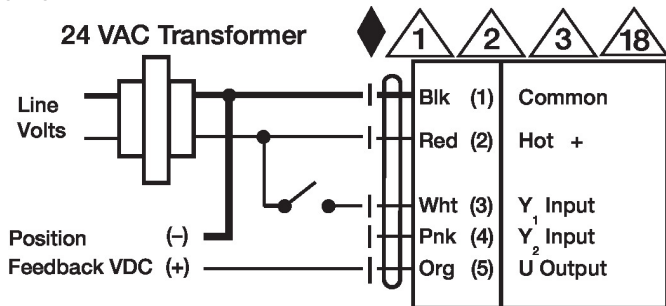 24 VAC Transformer
1 2 3 18
Line
Volts
Blk (1) Common
Red (2) Hot +
Wht (3) Y1 Input
Pnk (4) Y2 Input
Org (5) U Output
Position (–)
Feedback VDC (+)